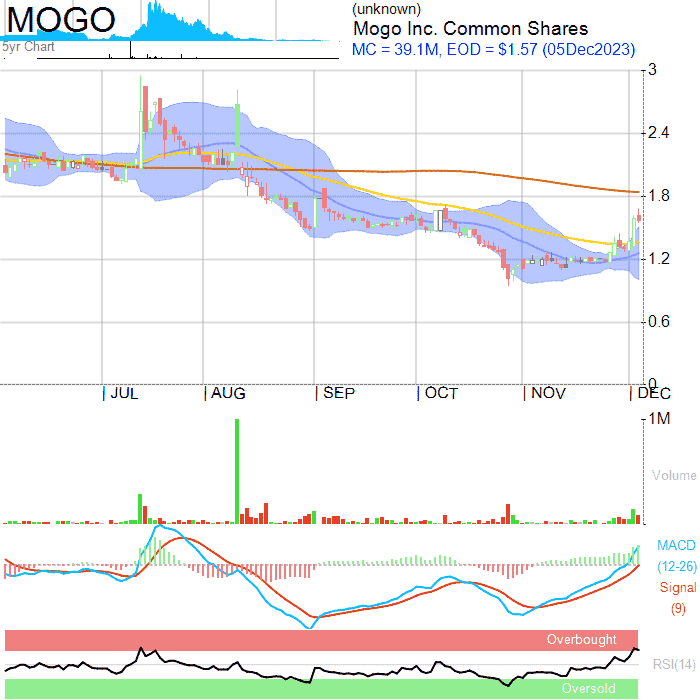 MOGO
5yr Chart
(unknown)
Mogo Inc. Common Shares
MC = 39.1M, EOD = $1.57 (05Dec2023)
3
2.4
1.8
1.2
0.6
0
JUL
AUG
SEP
OCT
NOV
DEC
1M
Volume
MACD
(12-26)
Signal
(9)
Overbought
RSI(14)
Oversold